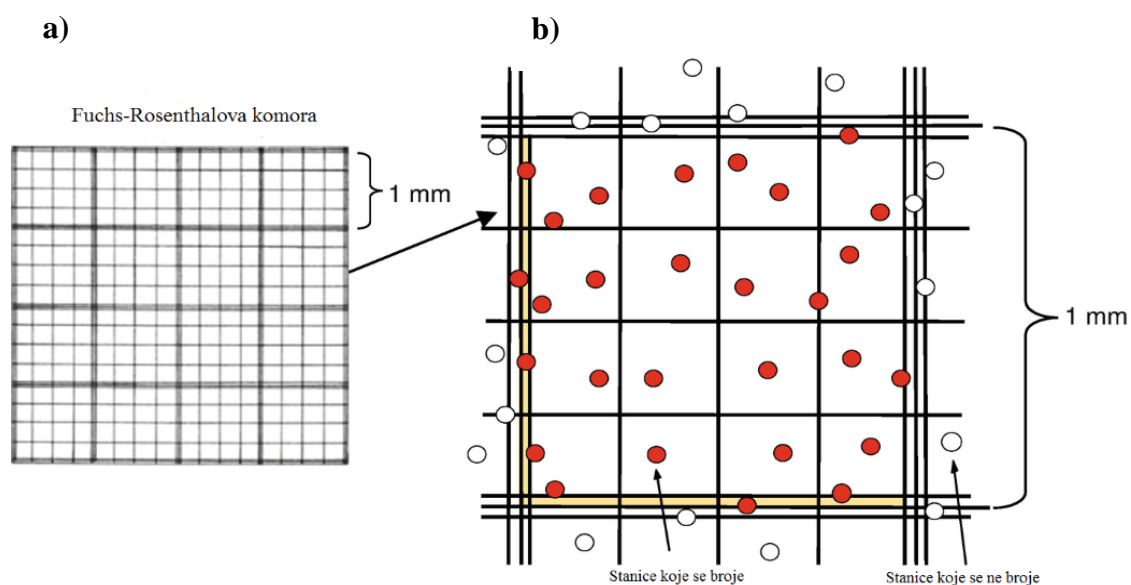 a)
b)
Fuchs-Rosenthalova komora
1 mm
1 mm
Stanice koje se broje
Stanice koje se ne broje